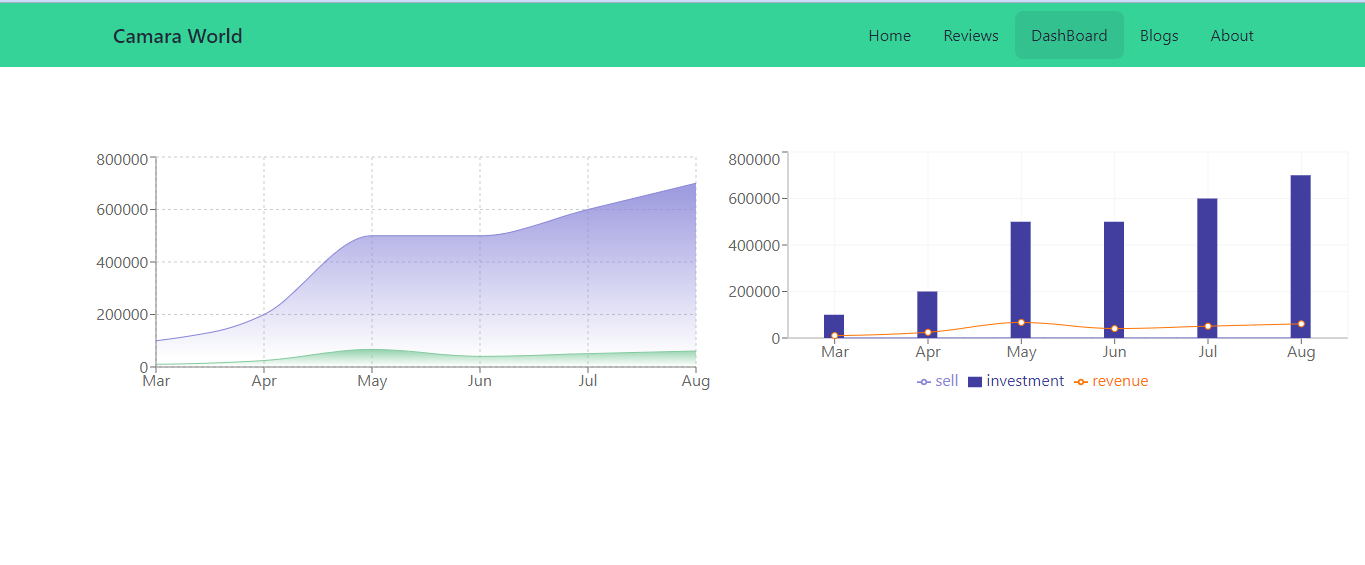 Camara World
Home Reviews DashBoard Blogs About
800000
600000
400000
200000
0
Mar Apr May Jun Jul Aug
800000
600000
400000
200000
0
Mar Apr May Jun Jul Aug
sell investment revenue